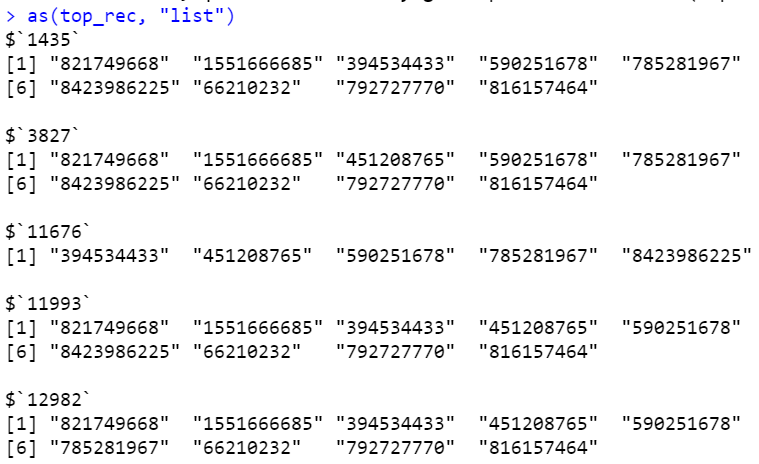 > as(top_rec, "list")
$`1435`
[1] "821749668"  "1551666685" "394534433"  "590251678"  "785281967"
[6] "8423986225" "66210232"   "792727770"  "816157464"
$`3827`
[1] "821749668"  "1551666685" "451208765"  "590251678"  "785281967"
[6] "8423986225" "66210232"   "792727770"  "816157464"
$`11676`
[1] "394534433"  "451208765"  "590251678"  "785281967"  "8423986225"
$`11993`
[1] "821749668"  "1551666685" "394534433"  "451208765"  "590251678"
[6] "8423986225" "66210232"   "792727770"  "816157464"
$`12982`
[1] "821749668"  "1551666685" "394534433"  "451208765"  "590251678"
[6] "785281967"  "66210232"   "792727770"  "816157464"